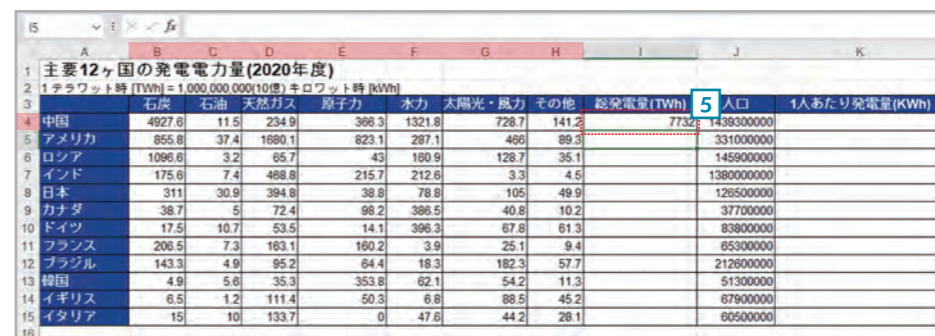 I5 fx
A B C D E F G H I J K
1 主要12ヶ国の発電電力量(2020年度)
2 1テラワット時 [TWh] = 1,000,000,000(10億) キロワット時 [kWh]
3 石炭 石油 天然ガス 原子力 水力 太陽光・風力 その他 総発電量(TWh) 人口 1人あたり発電量(KWh)
5
4 中国 4927.6 11.5 234.9 366.3 1321.8 728.7 141.2 7732 1439300000
5 アメリカ 855.8 37.4 1680.1 823.1 287.1 466 89.3 331000000
6 ロシア 1096.6 3.2 65.7 43 160.9 128.7 35.1 145900000
7 インド 175.6 7.4 468.8 215.7 212.6 3.3 4.5 1380000000
8 日本 311 30.9 394.8 38.8 78.8 105 49.9 126500000
9 カナダ 38.7 5 72.4 98.2 386.5 40.8 10.2 37700000
10 ドイツ 17.5 10.7 53.5 14.1 396.3 67.8 61.3 83800000
11 フランス 206.5 7.3 163.1 160.2 3.9 25.1 9.4 65300000
12 ブラジル 143.3 4.9 95.2 64.4 18.3 182.3 57.7 212600000
13 韓国 4.9 5.6 35.3 353.8 62.1 54.2 11.3 51300000
14 イギリス 6.5 1.2 111.4 50.3 6.8 88.5 45.2 67900000
15 イタリア 15 10 133.7 0 47.6 44.2 28.1 60500000
16